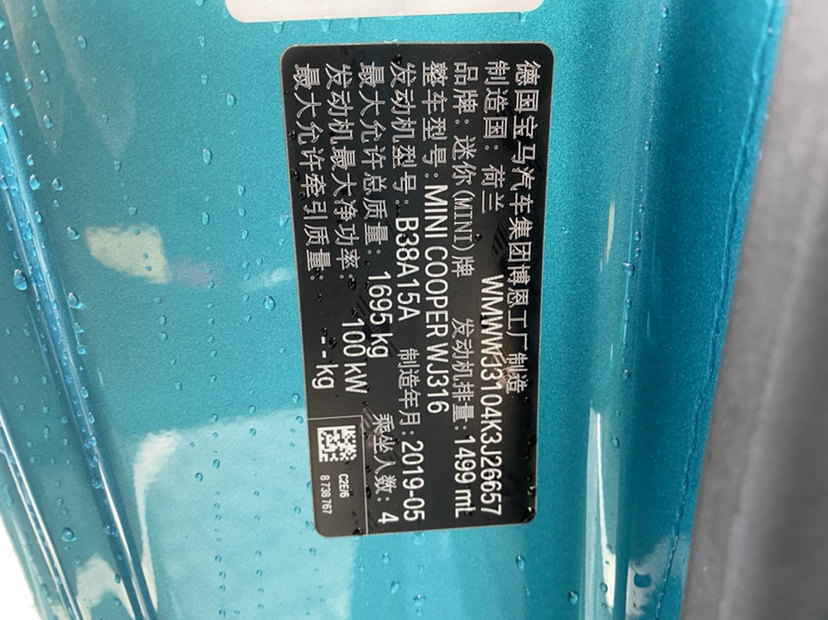 德国宝马汽车集团博恩工厂制造
制造国: 荷兰 WMWWJ3104K3J26657
品牌: 迷你(MINI)牌 发动机排量: 1499 mL
整车型号: MINI COOPER WJ316
发动机型号: B38A15A 制造年月: 2019-05
最大允许总质量: 1695 kg 乘坐人数: 4
发动机最大净功率: 100 kW
最大允许牵引质量: -- kg
C2E/6
8 738 767